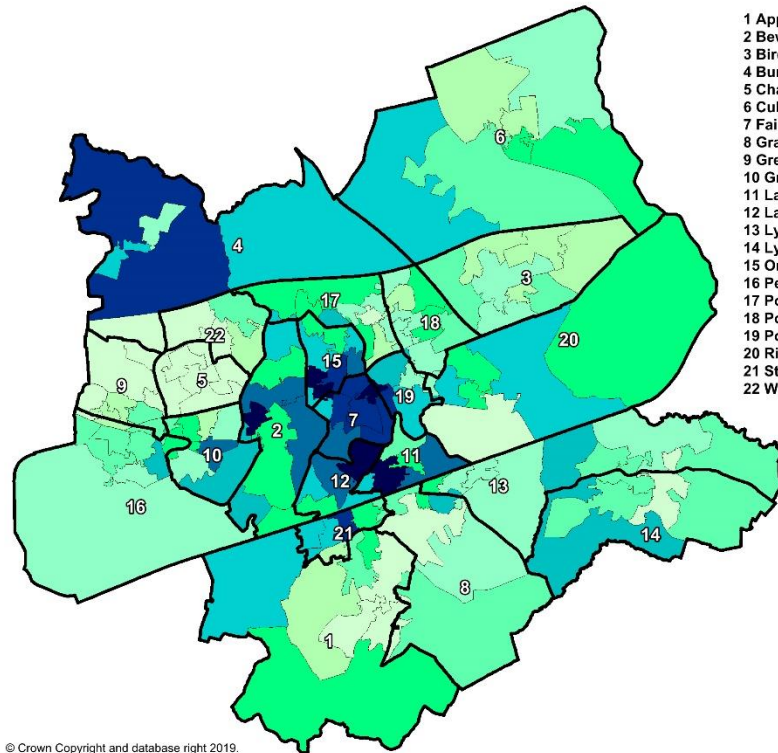 1 App
2 Bev
3 Birc
4 Bur
5 Cha
6 Cul
7 Fai
8 Gra
9 Gre
10 Gr
11 La
12 La
13 Ly
14 Ly
15 Or
16 Pe
17 Po
18 Po
19 Po
20 Ri
21 St
22 W
6
4
3
17
18
22
20
15
5
9
19
7
2
11
10
12
13
16
21
14
8
1
© Crown Copyright and database right 2019.